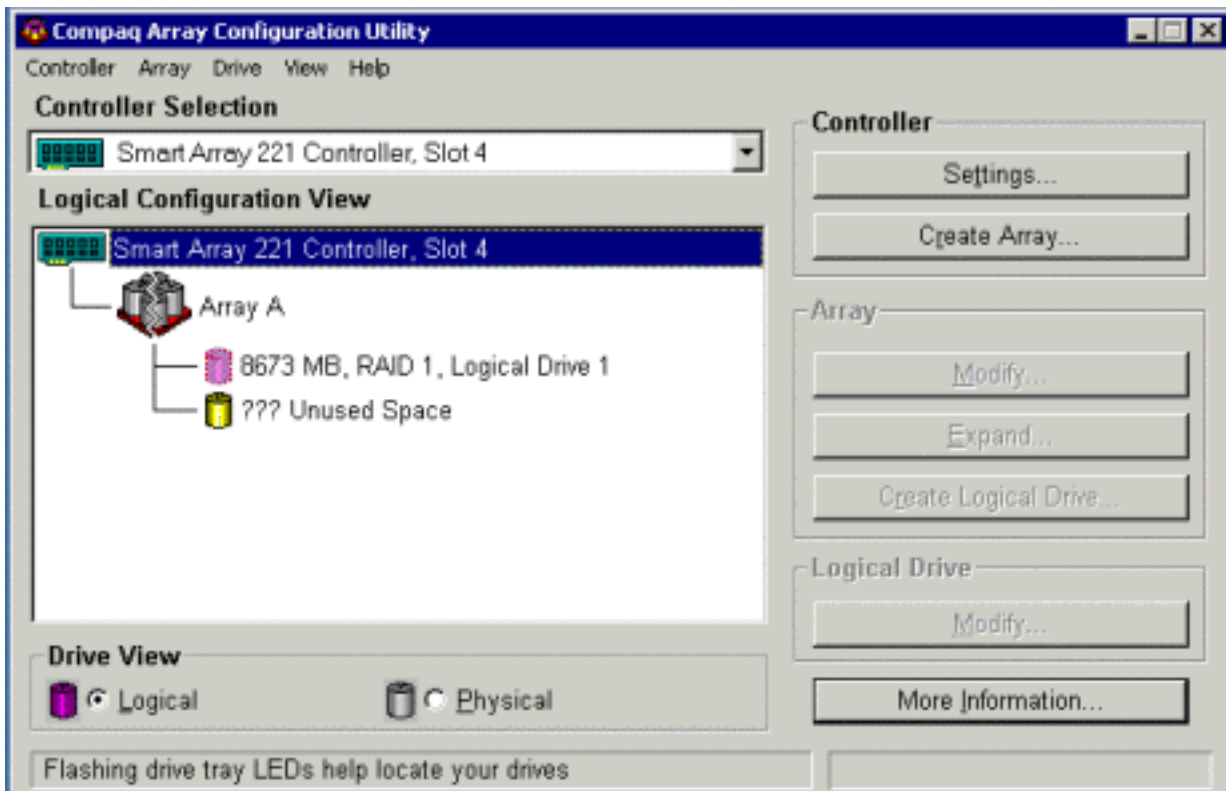 Compaq Array Configuration Utility
Controller Array Drive View Help
Controller Selection
Smart Array 221 Controller, Slot 4
Logical Configuration View
Smart Array 221 Controller, Slot 4
Array A
8673 MB, RAID 1, Logical Drive 1
??? Unused Space
Drive View
Logical
Physical
Flashing drive tray LEDs help locate your drives
Controller
Settings...
Create Array...
Array
Modify...
Expand...
Create Logical Drive...
Logical Drive
Modify...
More Information...